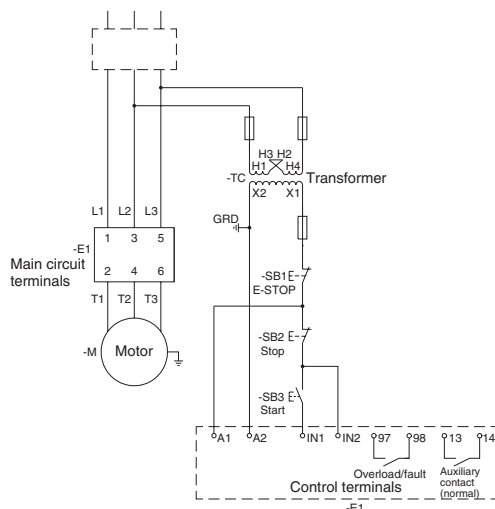 H3 H2
H1 H4
-TC Transformer
X2 X1
L1 L2 L3
GRD
1 3 5
-E1
Main circuit
terminals
2 4 6
-SB1
E-STOP
T1 T2 T3
-M Motor
-SB2
Stop
-SB3
Start
A1 A2 IN1 IN2 97 98 13 14
Overload/fault
Auxiliary
contact
(normal)
Control terminals
-E1